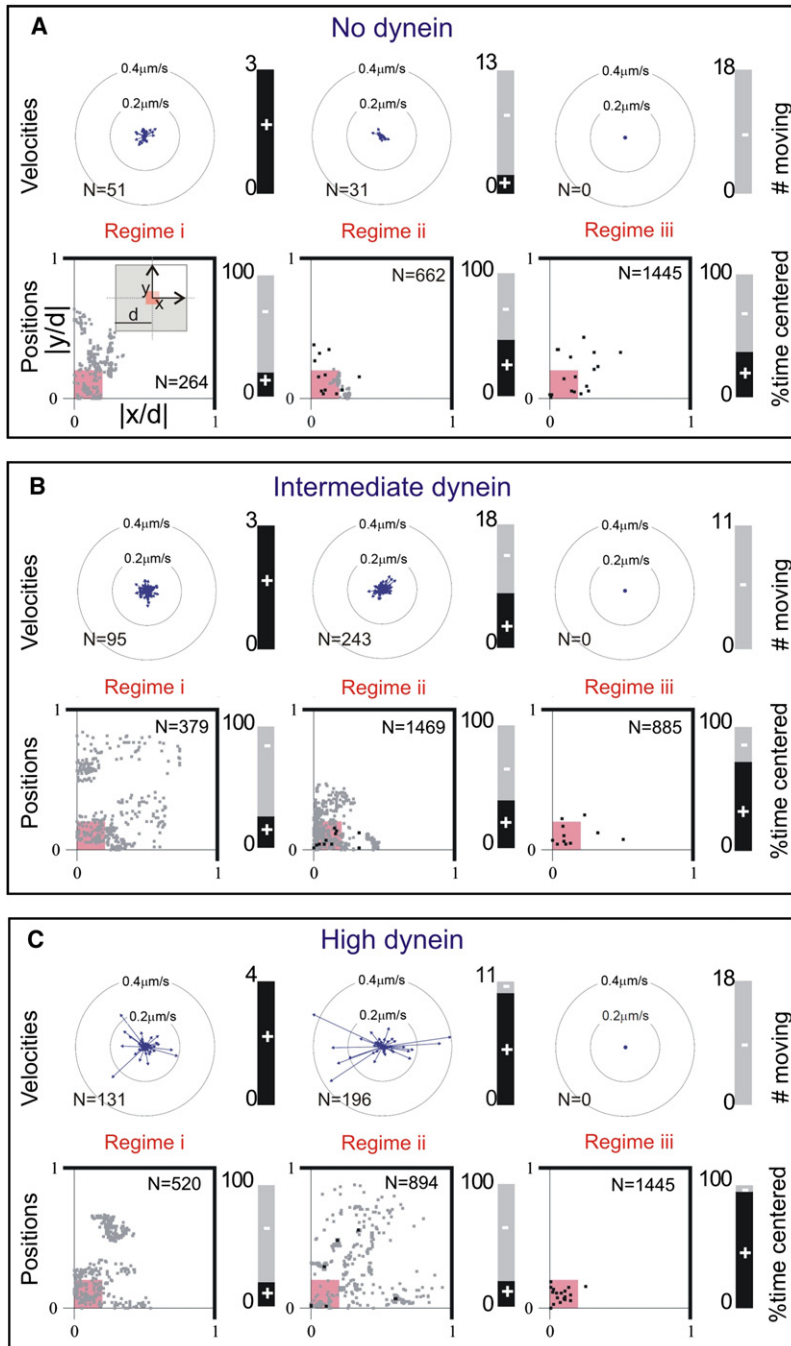 A
No dynein
Velocities
0.4μm/s
0.2μm/s
N=51
3
+
0
0.4μm/s
0.2μm/s
N=31
13
-
+
0
0.4μm/s
0.2μm/s
N=0
18
-
0
# moving
Regime i
Regime ii
Regime iii
Positions
|y/d|
1
0
y
x
d
N=264
0
|x/d|
1
100
-
+
0
1
N=662
0
0
1
100
-
+
0
1
N=1445
0
0
1
100
-
+
0
%time centered
B
Intermediate dynein
Velocities
0.4μm/s
0.2μm/s
N=95
3
+
0
0.4μm/s
0.2μm/s
N=243
18
-
+
0
0.4μm/s
0.2μm/s
N=0
11
-
0
# moving
Regime i
Regime ii
Regime iii
Positions
1
N=379
0
0
1
100
-
+
0
1
N=1469
0
0
1
100
-
+
0
1
N=885
0
0
1
100
-
+
0
%time centered
C
High dynein
Velocities
0.4μm/s
0.2μm/s
N=131
4
+
0
0.4μm/s
0.2μm/s
N=196
11
-
+
0
0.4μm/s
0.2μm/s
N=0
18
-
0
# moving
Regime i
Regime ii
Regime iii
Positions
1
N=520
0
0
1
100
-
+
0
1
N=894
0
0
1
100
-
+
0
1
N=1445
0
0
1
100
-
+
0
%time centered